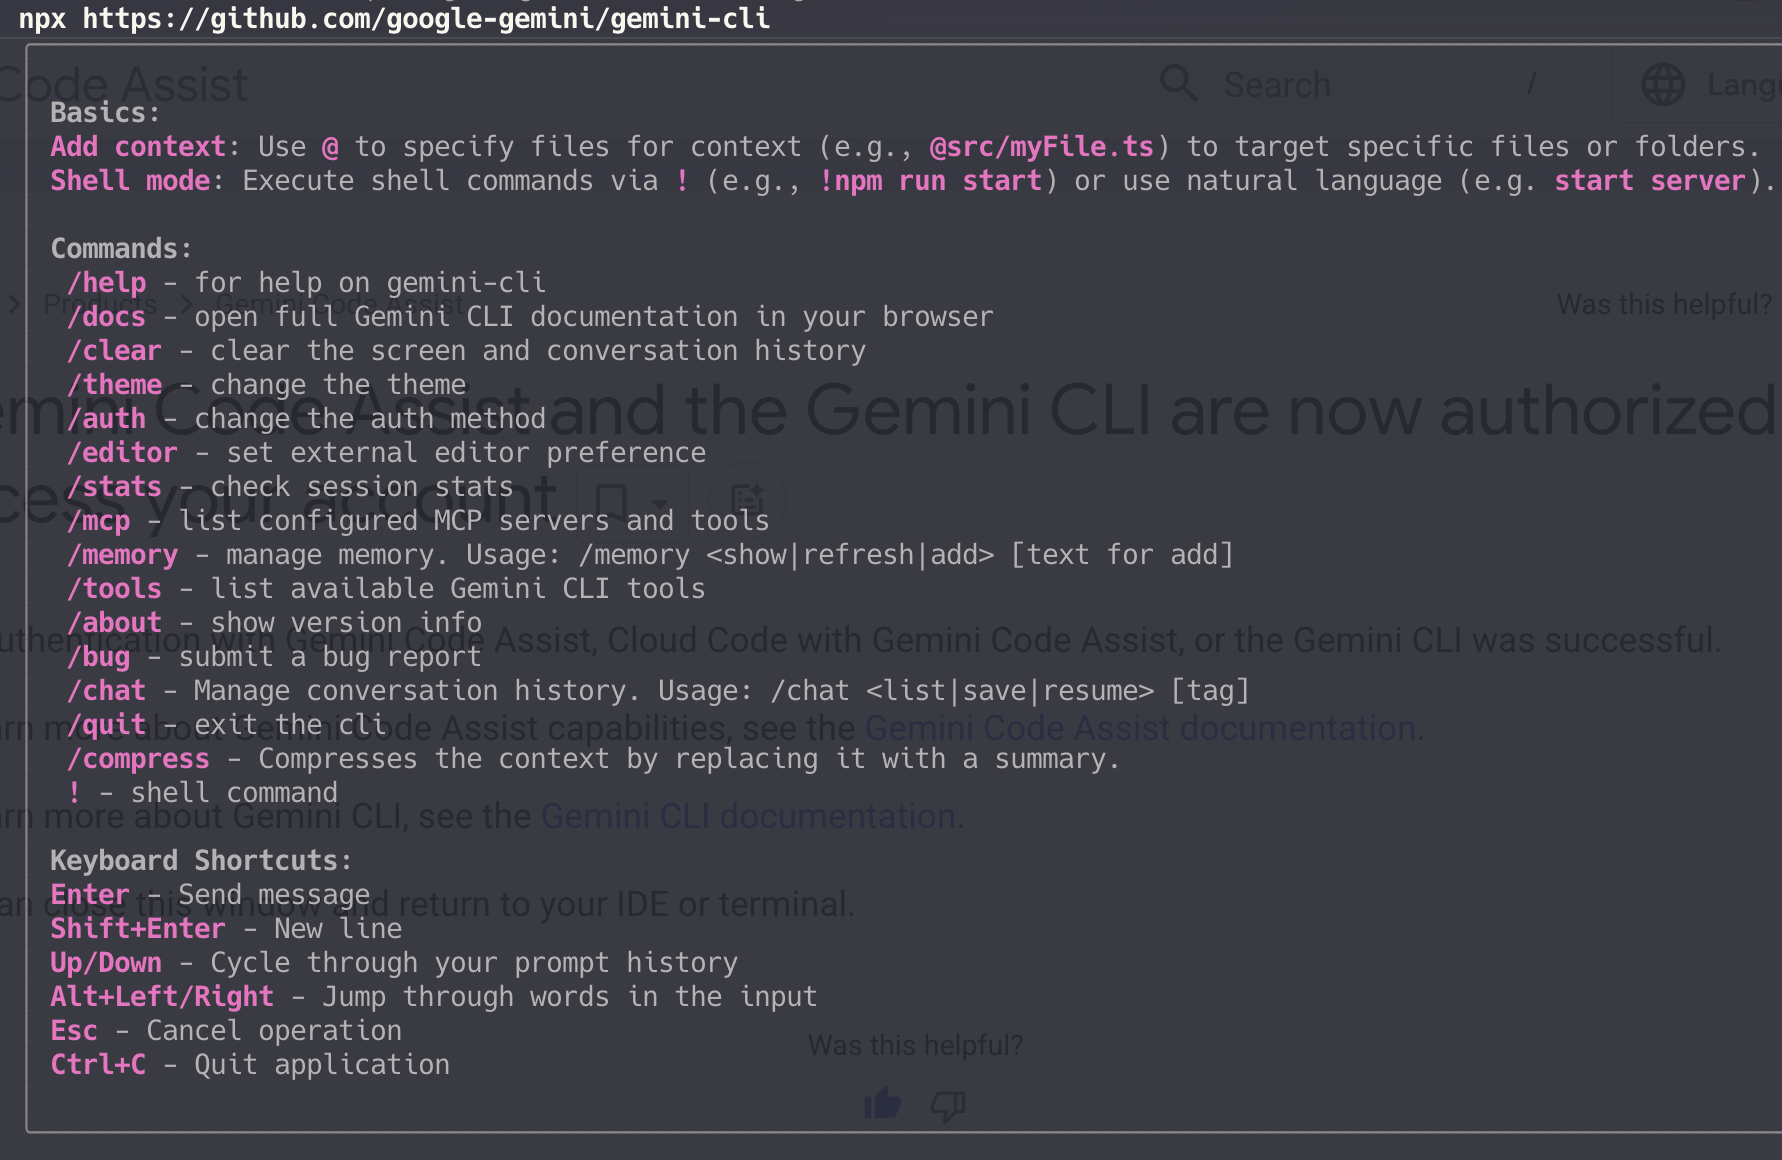 npx https://github.com/google-gemini/gemini-cli
Code Assist
Search
/
Basics:
Add context: Use @ to specify files for context (e.g., @src/myFile.ts) to target specific files or folders.
Shell mode: Execute shell commands via ! (e.g., !npm run start) or use natural language (e.g. start server).
Commands:
/help - for help on gemini-cli
> Products > Gemini Code Assist
Was this helpful?
/docs - open full Gemini CLI documentation in your browser
/clear - clear the screen and conversation history
/theme - change the theme
Code Assist and the Gemini CLI are now authorized
/auth - change the auth method
/editor - set external editor preference
/stats - check session stats
your account
/mcp - list configured MCP servers and tools
/memory - manage memory. Usage: /memory <show|refresh|add> [text for add]
/tools - list available Gemini CLI tools
/about - show version info
with Gemini Code Assist, Cloud Code with Gemini Code Assist, or the Gemini CLI was successful.
/bug - submit a bug report
/chat - Manage conversation history. Usage: /chat <list|save|resume> [tag]
/quit - exit the cli
more about Gemini Code Assist capabilities, see the Gemini Code Assist documentation.
/compress - Compresses the context by replacing it with a summary.
! - shell command
more about Gemini CLI, see the Gemini CLI documentation.
Keyboard Shortcuts:
Enter - Send message
close this window and return to your IDE or terminal.
Shift+Enter - New line
Up/Down - Cycle through your prompt history
Alt+Left/Right - Jump through words in the input
Esc - Cancel operation
Was this helpful?
Ctrl+C - Quit application